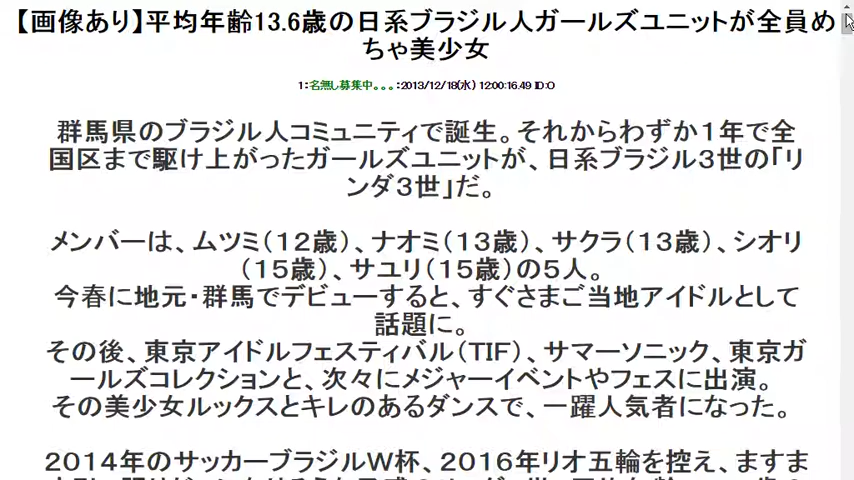 【画像あり】平均年齢13.6歳の日系ブラジル人ガールズユニットが全員め
ちゃ美少女
1：名無し募集中。。。：2013/12/18(水) 12:00:16.49 ID:O
群馬県のブラジル人コミュニティで誕生。それからわずか１年で全
国区まで駆け上がったガールズユニットが、日系ブラジル３世の「リ
ンダ３世」だ。
メンバーは、ムツミ（１２歳）、ナオミ（１３歳）、サクラ（１３歳）、シオリ
（１５歳）、サユリ（１５歳）の５人。
今春に地元・群馬でデビューすると、すぐさまご当地アイドルとして
話題に。
その後、東京アイドルフェスティバル（TIF）、サマーソニック、東京ガ
ールズコレクションと、次々にメジャーイベントやフェスに出演。
その美少女ルックスとキレのあるダンスで、一躍人気者になった。
２０１４年のサッカーブラジルＷ杯、２０１６年リオ五輪を控え、ますま